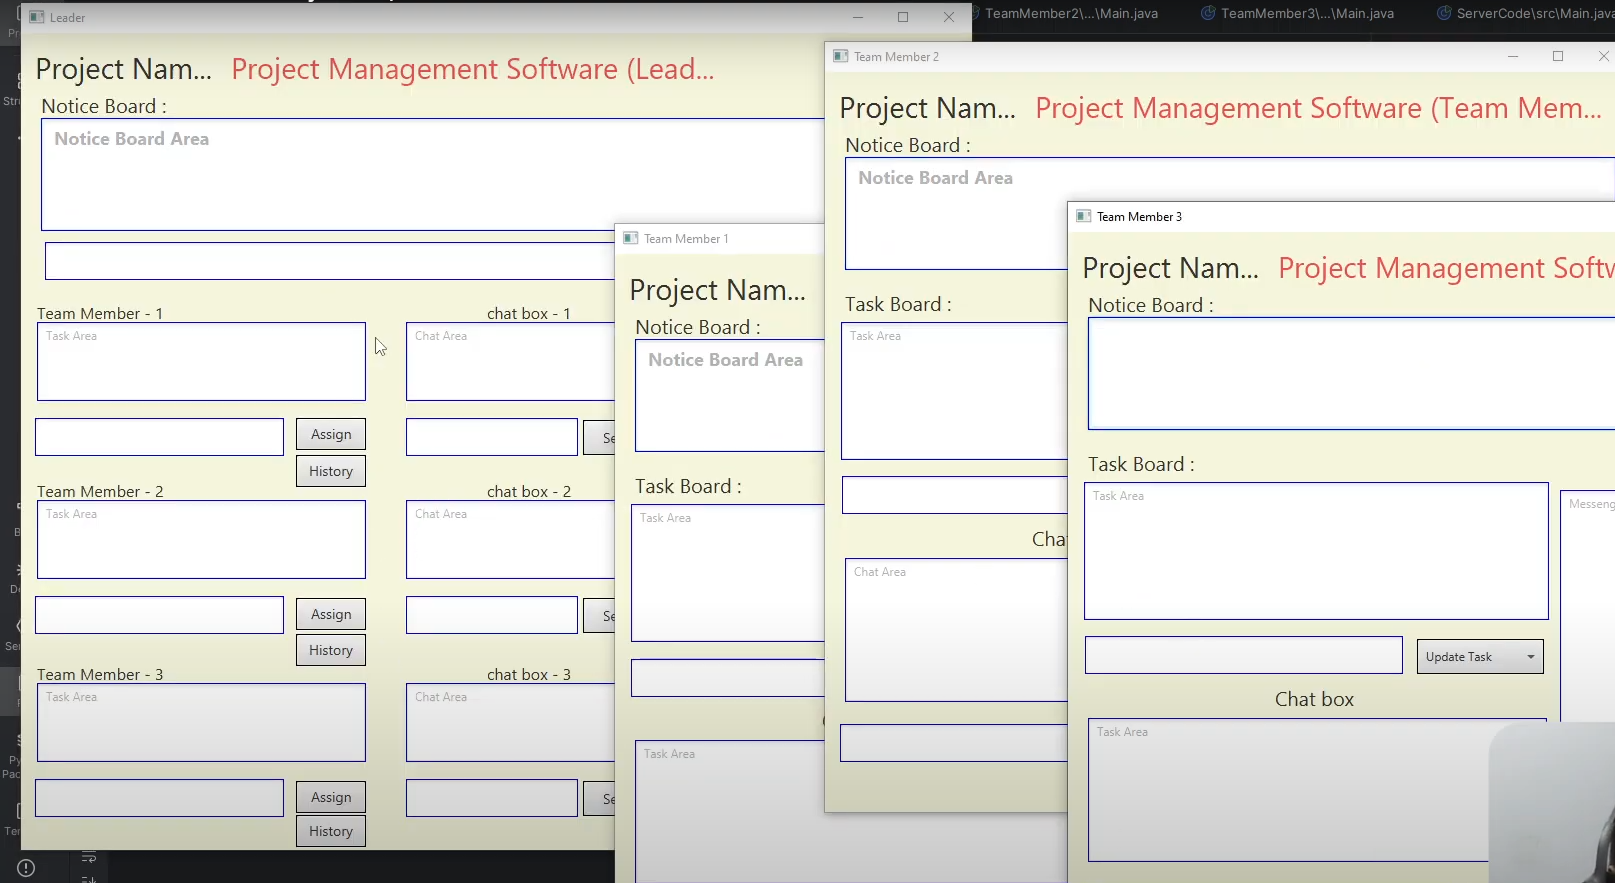 Leader
TeamMember2\...\Main.java
TeamMember3\...\Main.java
ServerCode\src\Main.java
Project Nam... Project Management Software (Lead...
Notice Board :
Notice Board Area
Team Member - 1
chat box - 1
Task Area
Chat Area
Assign
History
Team Member - 2
chat box - 2
Task Area
Chat Area
Assign
History
Team Member - 3
chat box - 3
Task Area
Chat Area
Assign
History
Team Member 1
Project Nam...
Notice Board :
Notice Board Area
Task Board :
Task Area
Task Area
Team Member 2
Project Nam... Project Management Software (Team Mem...
Notice Board :
Notice Board Area
Task Board :
Task Area
Chat Area
Team Member 3
Project Nam... Project Management
Notice Board :
Task Board :
Task Area
Update Task
Chat box
Task Area